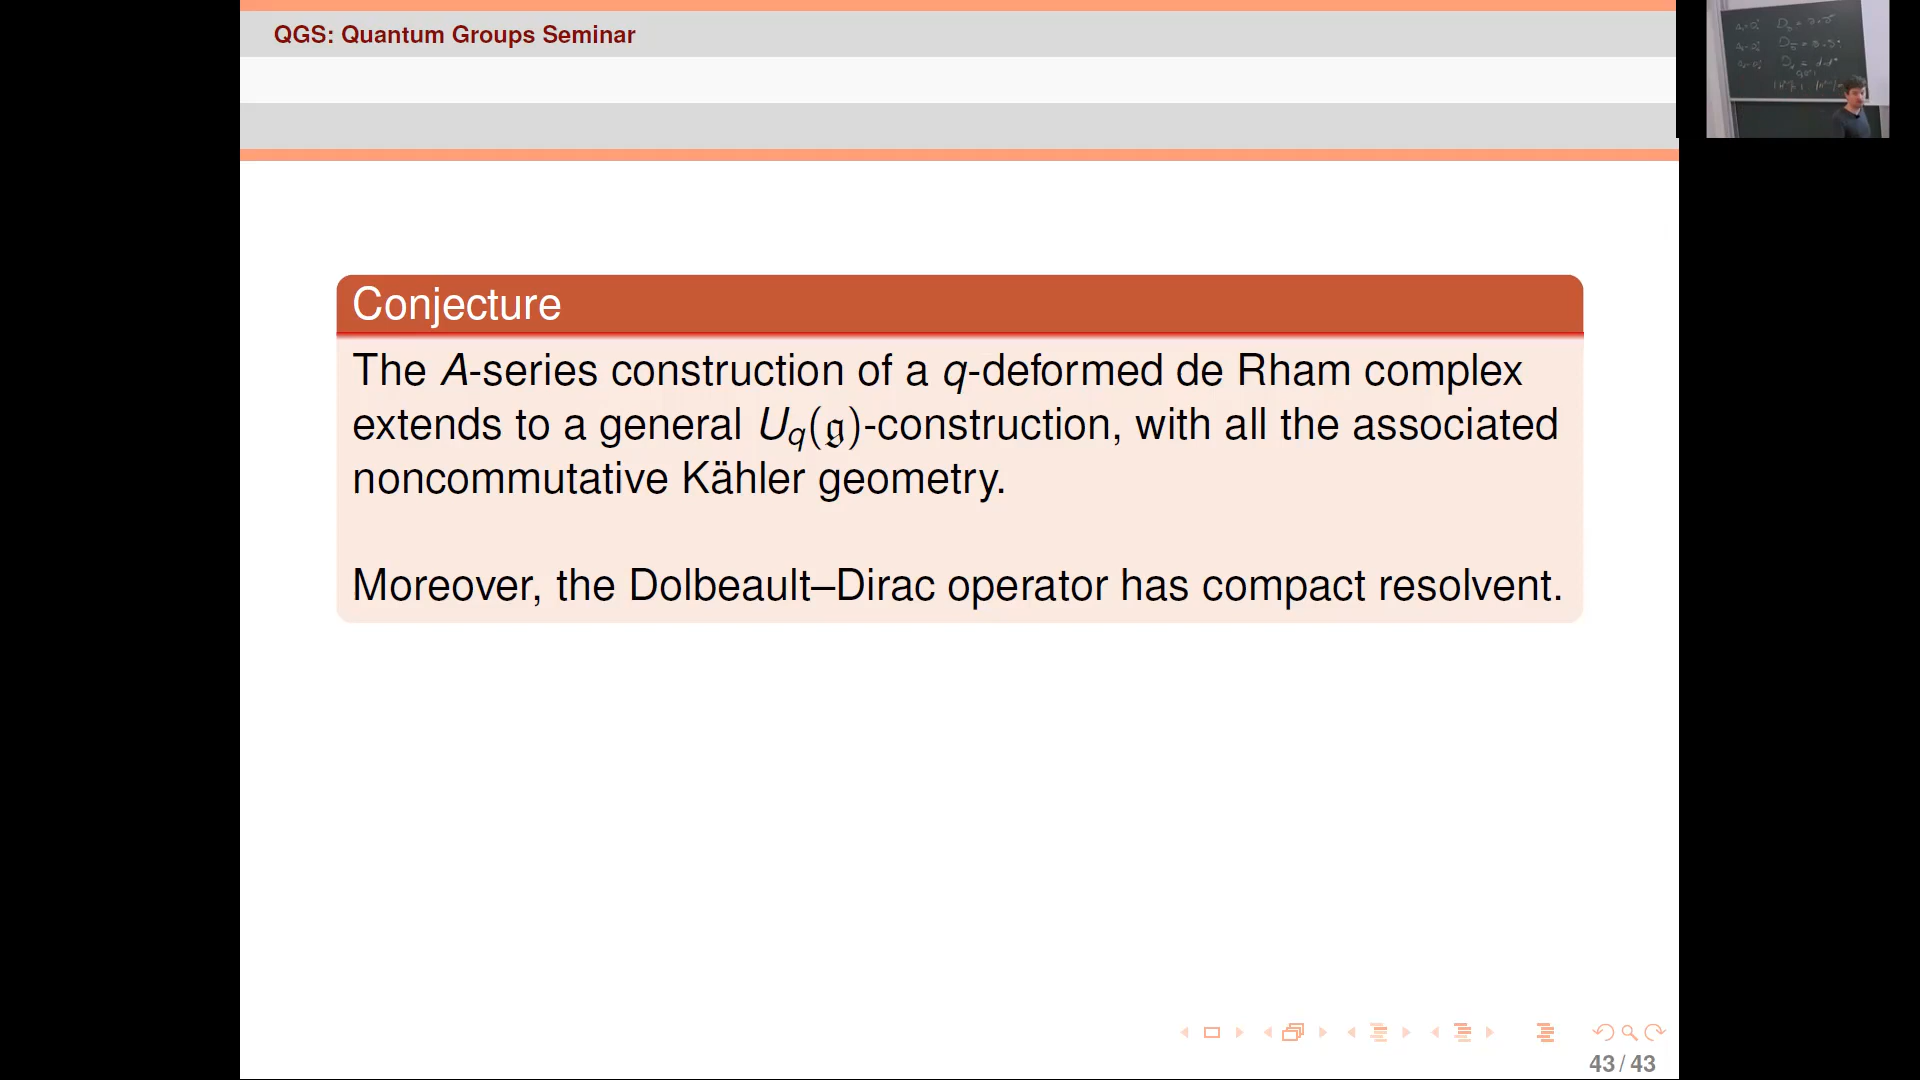 QGS: Quantum Groups Seminar
Conjecture
The A-series construction of a q-deformed de Rham complex
extends to a general U_q(𝔤)-construction, with all the associated
noncommutative Kähler geometry.
Moreover, the Dolbeault–Dirac operator has compact resolvent.
43 / 43